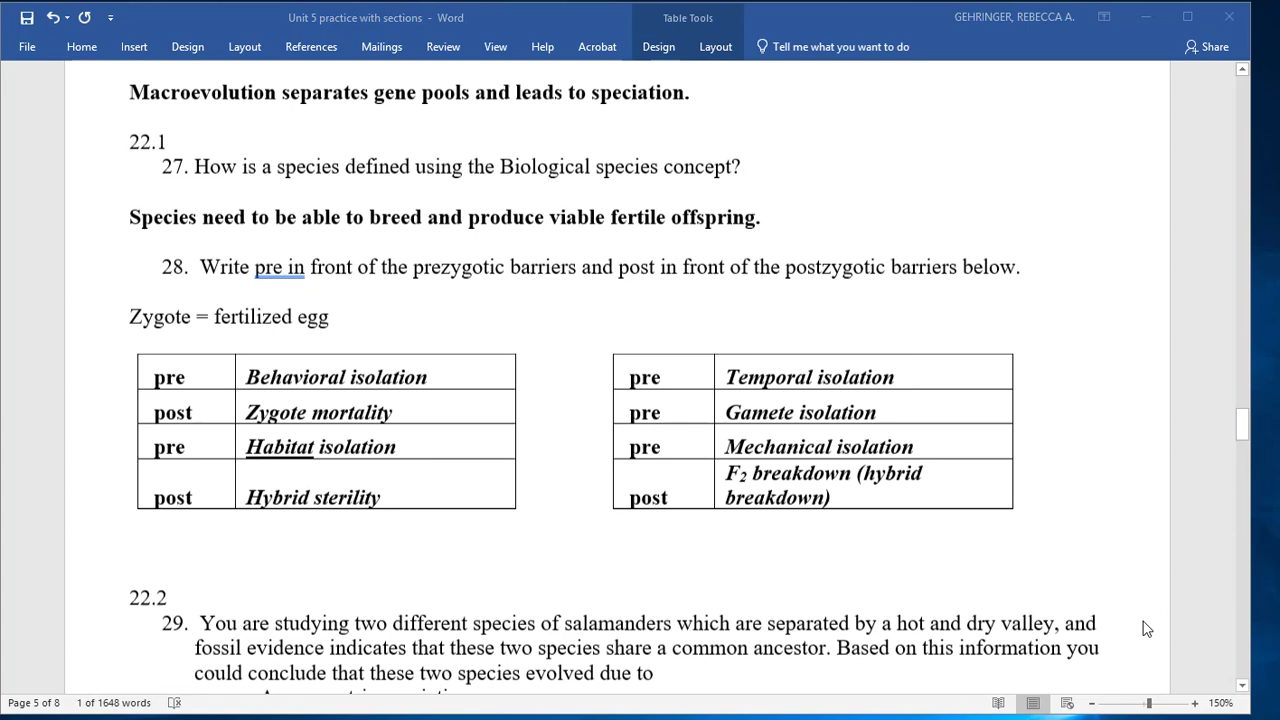 Unit 5 practice with sections - Word
Table Tools
GEHRINGER, REBECCA A.
File Home Insert Design Layout References Mailings Review View Help Acrobat Design Layout Tell me what you want to do Share
Macroevolution separates gene pools and leads to speciation.
22.1
27. How is a species defined using the Biological species concept?
Species need to be able to breed and produce viable fertile offspring.
28. Write pre in front of the prezygotic barriers and post in front of the postzygotic barriers below.
Zygote = fertilized egg
pre Behavioral isolation pre Temporal isolation
post Zygote mortality pre Gamete isolation
pre Habitat isolation pre Mechanical isolation
F2 breakdown (hybrid
post Hybrid sterility post breakdown)
22.2
29. You are studying two different species of salamanders which are separated by a hot and dry valley, and
fossil evidence indicates that these two species share a common ancestor. Based on this information you
could conclude that these two species evolved due to
Page 5 of 8 1 of 1648 words 150%